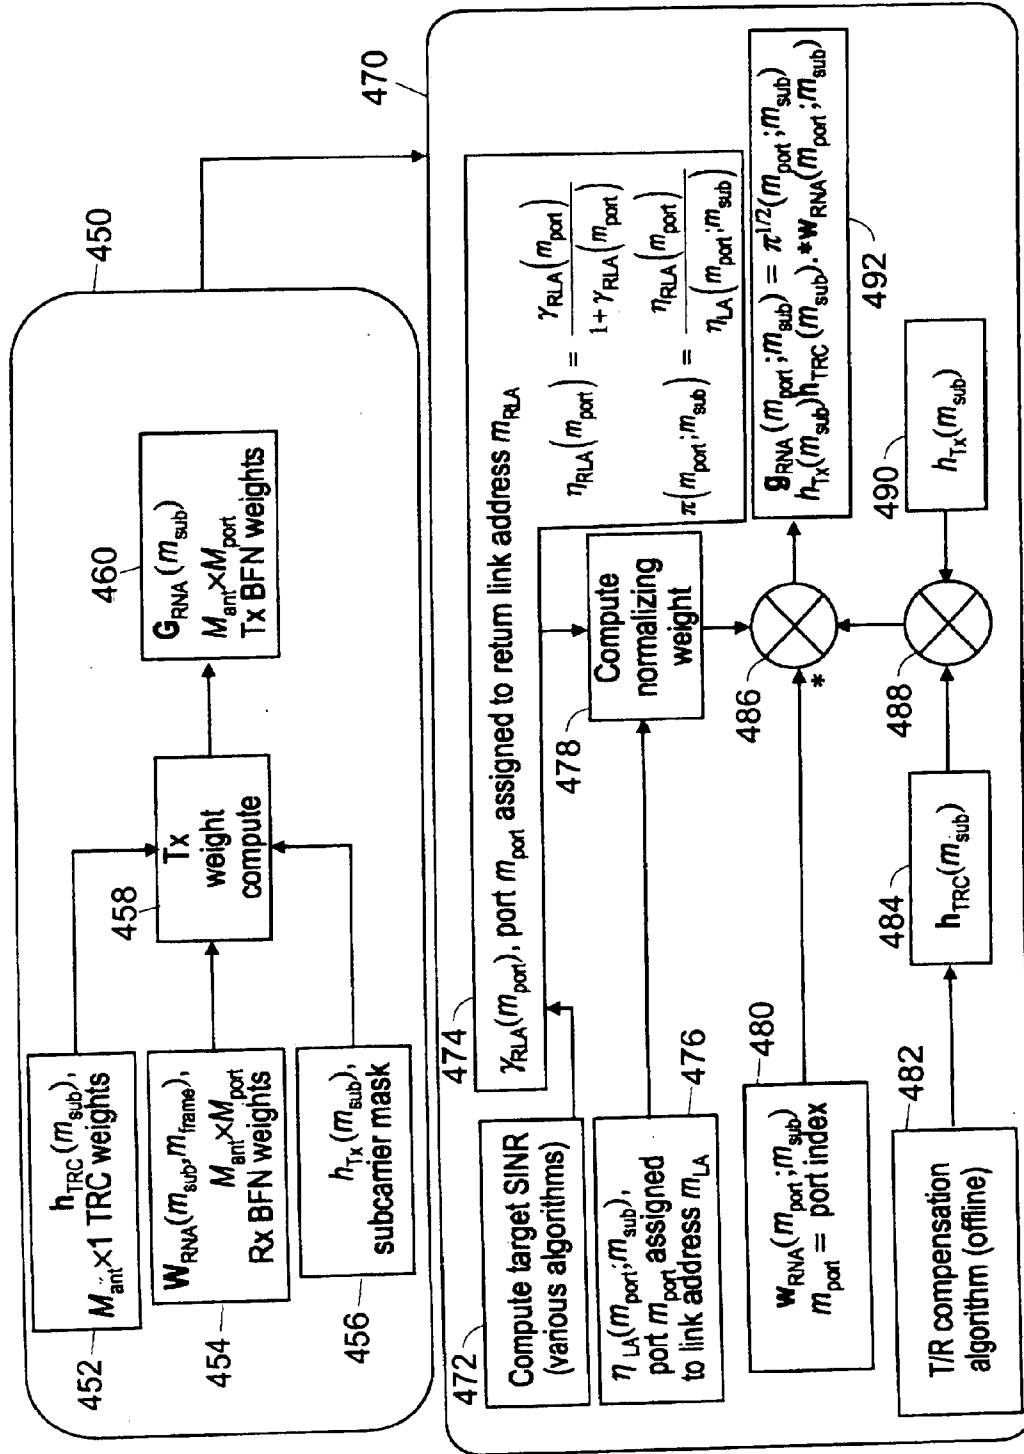 450
452
h_TRC(m_sub),
M_ant×1 TRC weights
454
W_RNA(m_sub, m_frame),
M_ant×M_port
Rx BFN weights
456
h_Tx(m_sub),
subcarrier mask
458
Tx
weight
compute
460
G_RNA(m_sub)
M_ant×M_port
Tx BFN weights
470
472
Compute target SINR
(various algorithms)
474
γ_RLA(m_port), port m_port assigned to return link address m_RLA
η_RLA(m_port) = γ_RLA(m_port) / 1+γ_RLA(m_port)
π(m_port;m_sub) = η_RLA(m_port) / η_LA(m_port;m_sub)
476
η_LA(m_port;m_sub),
port m_port assigned
to link address m_LA
478
Compute
normalizing
weight
480
w_RNA(m_port;m_sub)
m_port = port index
482
T/R compensation
algorithm (offline)
484
h_TRC(m_sub)
486
*
488
490
h_Tx(m_sub)
492
g_RNA(m_port;m_sub) = π^1/2(m_port;m_sub)
h_Tx(m_sub)h_TRC(m_sub).*w_RNA(m_port;m_sub)